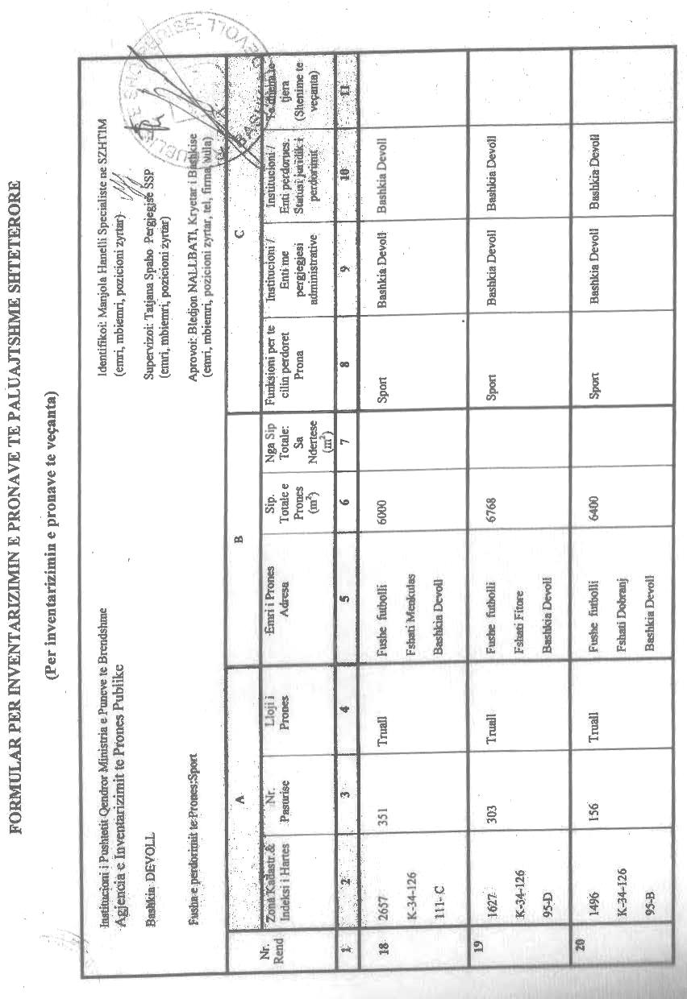 FORMULAR PER INVENTARIZIMIN E PRONAVE TE PALUAJTSHME SHTETERORE
(Per inventarizimin e pronave te veçanta)
Institucioni i Pushtetit Qendror Ministria e Puneve te Brendshme
Agjencia e Inventarizimit te Prones Publike
Bashkia DEVOLL
Fusha e perdorimit te Prones:Sport
Identifikoi: Manjola Hanelli Specialiste ne SZHTIM
(emri, mbiemri, pozicioni zyrtar)
Supervizoi: Tatjana Spaho Pergjegjse SSP
(emri, mbiemri, pozicioni zyrtar)
Aprovoi: Bledjon NALLBATI, Kryetar i Bashkise
(emri, mbiemri, pozicioni zyrtar, tel, firma, vula)
A B C
Nr. Rend
Zona Kadastr.& Indeksi i Hartes
Nr. Pasurise
Lloji i Prones
Emri i Prones Adresa
Sip. Totale e Prones (m²)
Nga Sip Totale: Sa Ndertese (m²)
Funksioni per te cilin perdoret Prona
Institucioni / Enti me pergjegjesi administrative
Institucioni / Enti perdorues. Statusi juridik i perdorimit
tjera (Shenime te veçanta)
1 2 3 4 5 6 7 8 9 10 11
18 2657 351 Truall Fushe futbolli 6000 Sport Bashkia Devoll Bashkia Devoll
K-34-126 Fshati Menkulas
111- C Bashkia Devoll
19 1627 303 Truall Fushe futbolli 6768 Sport Bashkia Devoll Bashkia Devoll
K-34-126 Fshati Fitore
95-D Bashkia Devoll
20 1496 156 Truall Fushe futbolli 6400 Sport Bashkia Devoll Bashkia Devoll
K-34-126 Fshati Dobranj
95-B Bashkia Devoll